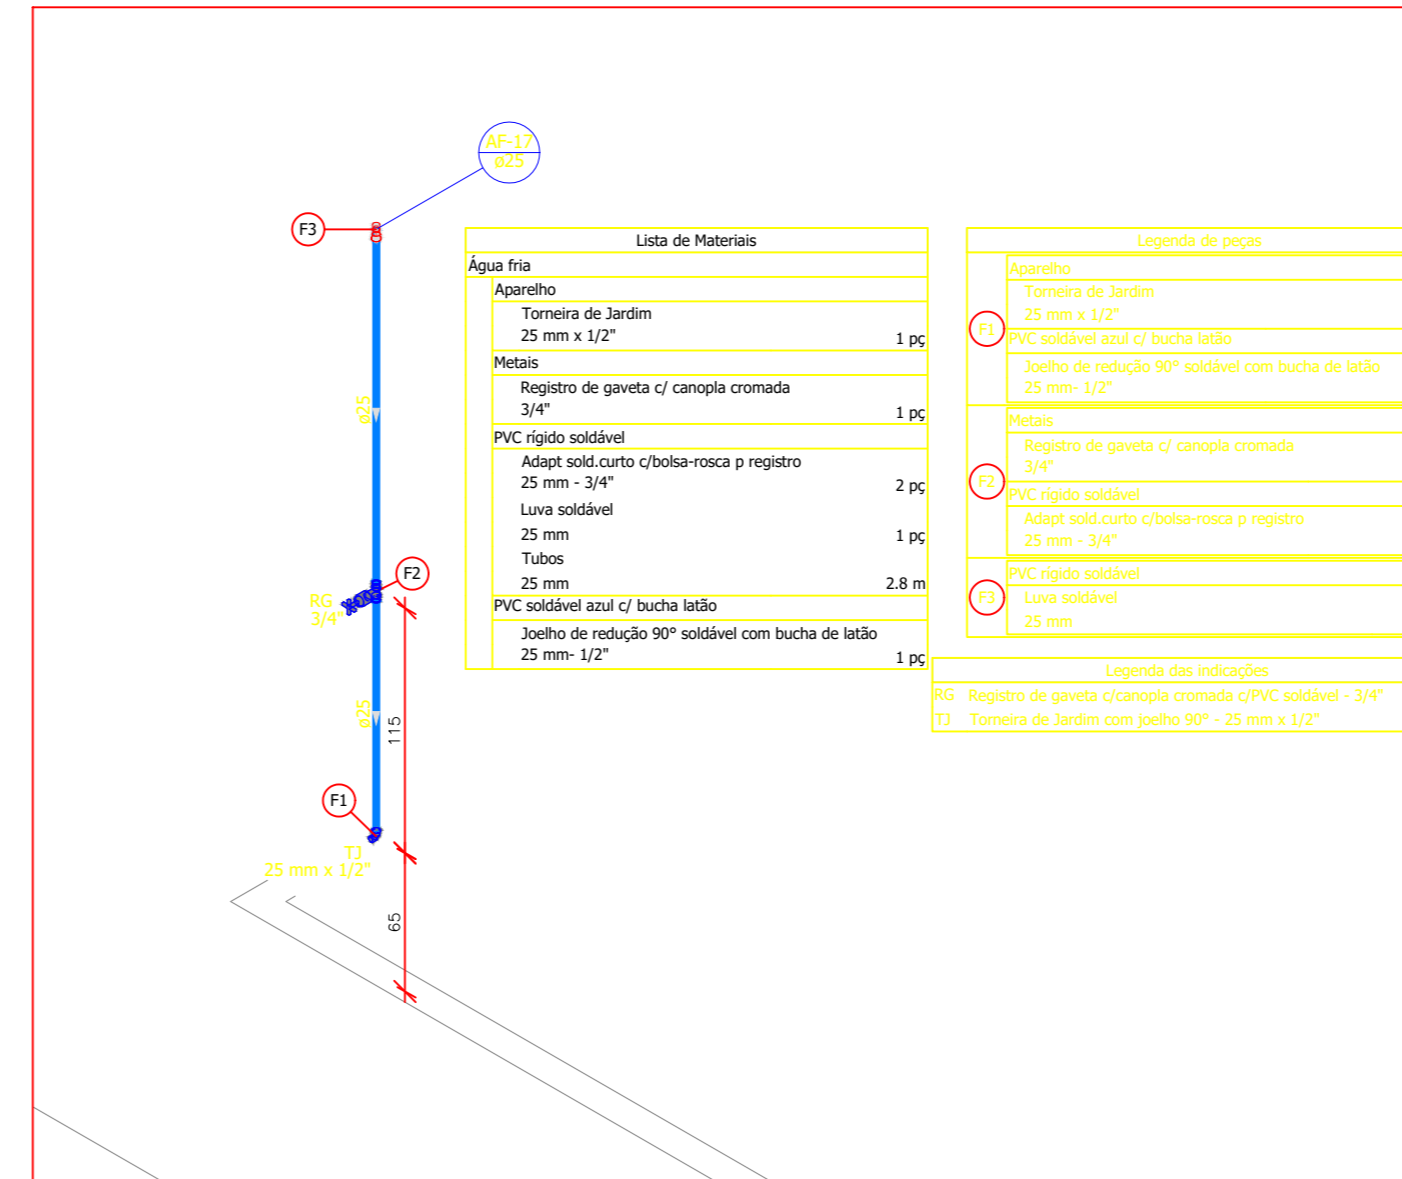 AF-17
ø25
F3
ø25
F2
RG
3/4"
115
ø25
F1
TJ
25 mm x 1/2"
65
Lista de Materiais
Água fria
Aparelho
Torneira de Jardim
25 mm x 1/2" 1 pç
Metais
Registro de gaveta c/ canopla cromada
3/4" 1 pç
PVC rígido soldável
Adapt sold.curto c/bolsa-rosca p registro
25 mm - 3/4" 2 pç
Luva soldável
25 mm 1 pç
Tubos
25 mm 2.8 m
PVC soldável azul c/ bucha latão
Joelho de redução 90° soldável com bucha de latão
25 mm- 1/2" 1 pç
Legenda de peças
F1
Aparelho
Torneira de Jardim
25 mm x 1/2"
PVC soldável azul c/ bucha latão
Joelho de redução 90° soldável com bucha de latão
25 mm- 1/2"
F2
Metais
Registro de gaveta c/ canopla cromada
3/4"
PVC rígido soldável
Adapt sold.curto c/bolsa-rosca p registro
25 mm - 3/4"
F3
PVC rígido soldável
Luva soldável
25 mm
Legenda das indicações
RG Registro de gaveta c/canopla cromada c/PVC soldável - 3/4"
TJ Torneira de Jardim com joelho 90° - 25 mm x 1/2"